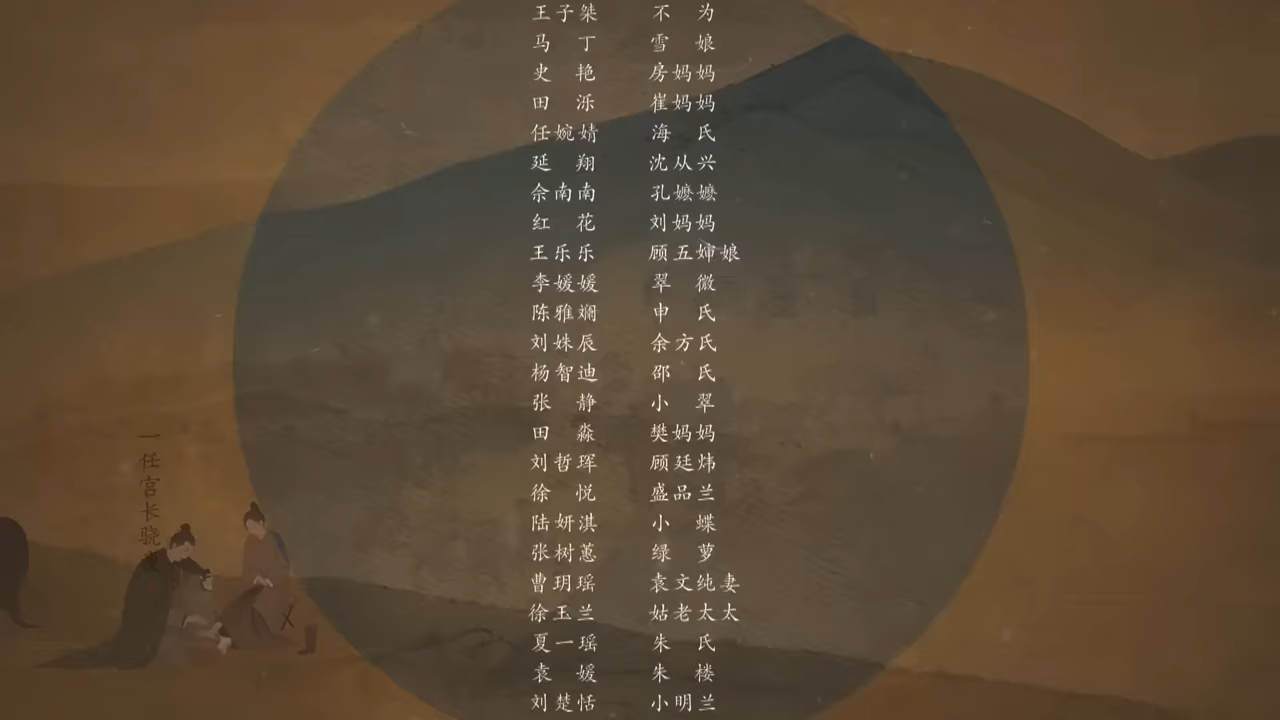 王子桀 不为
马丁 雪娘
史艳 房妈妈
田泺 崔妈妈
任婉婧 海氏
延翔 沈从兴
佘南南 孔嬷嬷
红花 刘妈妈
王乐乐 顾五婶娘
李媛媛 翠微
陈雅斓 申氏
刘姝辰 余方氏
杨智迪 邵氏
张静 小翠
田淼 樊妈妈
刘哲珲 顾廷炜
徐悦 盛品兰
陆妍淇 小蝶
张树蕙 绿萝
曹玥瑶 袁文纯妻
徐玉兰 姑老太太
夏一瑶 朱氏
袁媛 朱楼
刘楚恬 小明兰
一任宫长骁